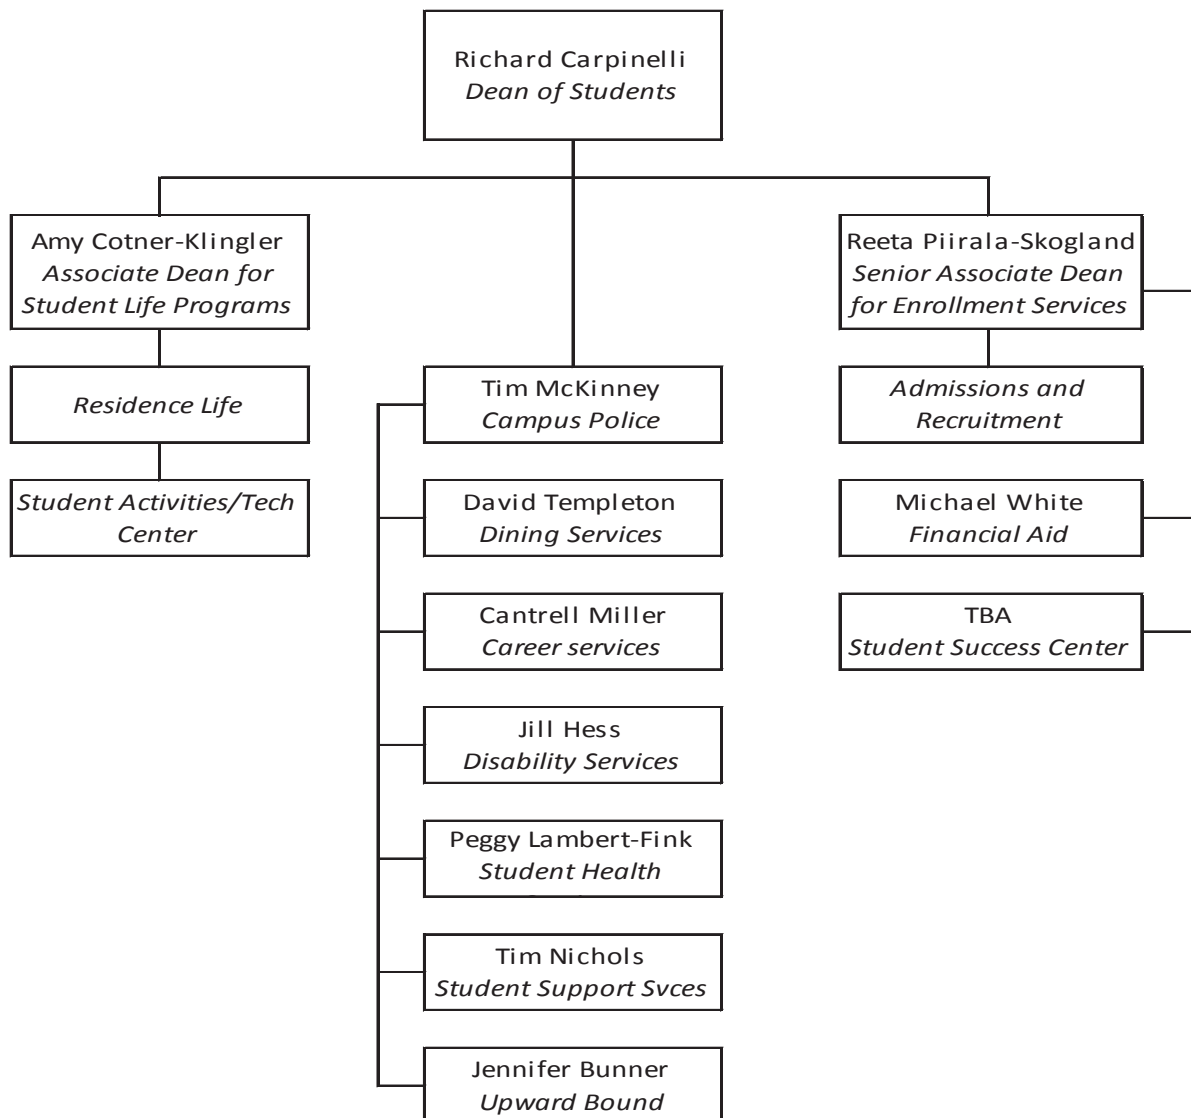 Richard Carpinelli
Dean of Students
Amy Cotner-Klingler
Associate Dean for
Student Life Programs
Residence Life
Student Activities/Tech
Center
Tim McKinney
Campus Police
David Templeton
Dining Services
Cantrell Miller
Career services
Jill Hess
Disability Services
Peggy Lambert-Fink
Student Health
Tim Nichols
Student Support Svces
Jennifer Bunner
Upward Bound
Reeta Piirala-Skogland
Senior Associate Dean
for Enrollment Services
Admissions and
Recruitment
Michael White
Financial Aid
TBA
Student Success Center